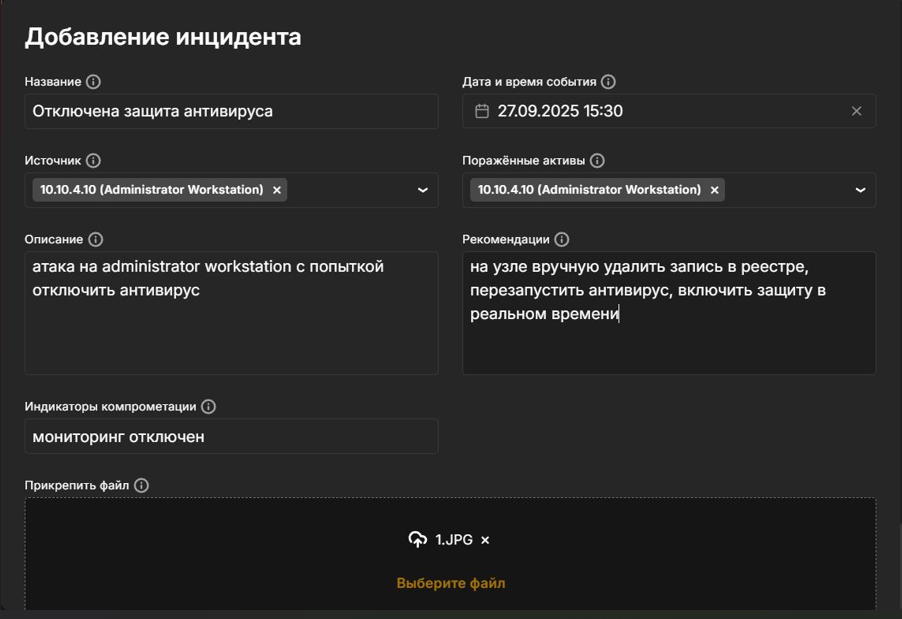 Добавление инцидента
Название
Отключена защита антивируса
Дата и время события
27.09.2025 15:30
Источник
10.10.4.10 (Administrator Workstation)
Поражённые активы
10.10.4.10 (Administrator Workstation)
Описание
атака на administrator workstation с попыткой
отключить антивирус
Рекомендации
на узле вручную удалить запись в реестре,
перезапустить антивирус, включить защиту в
реальном времени
Индикаторы компрометации
мониторинг отключен
Прикрепить файл
1.JPG
Выберите файл